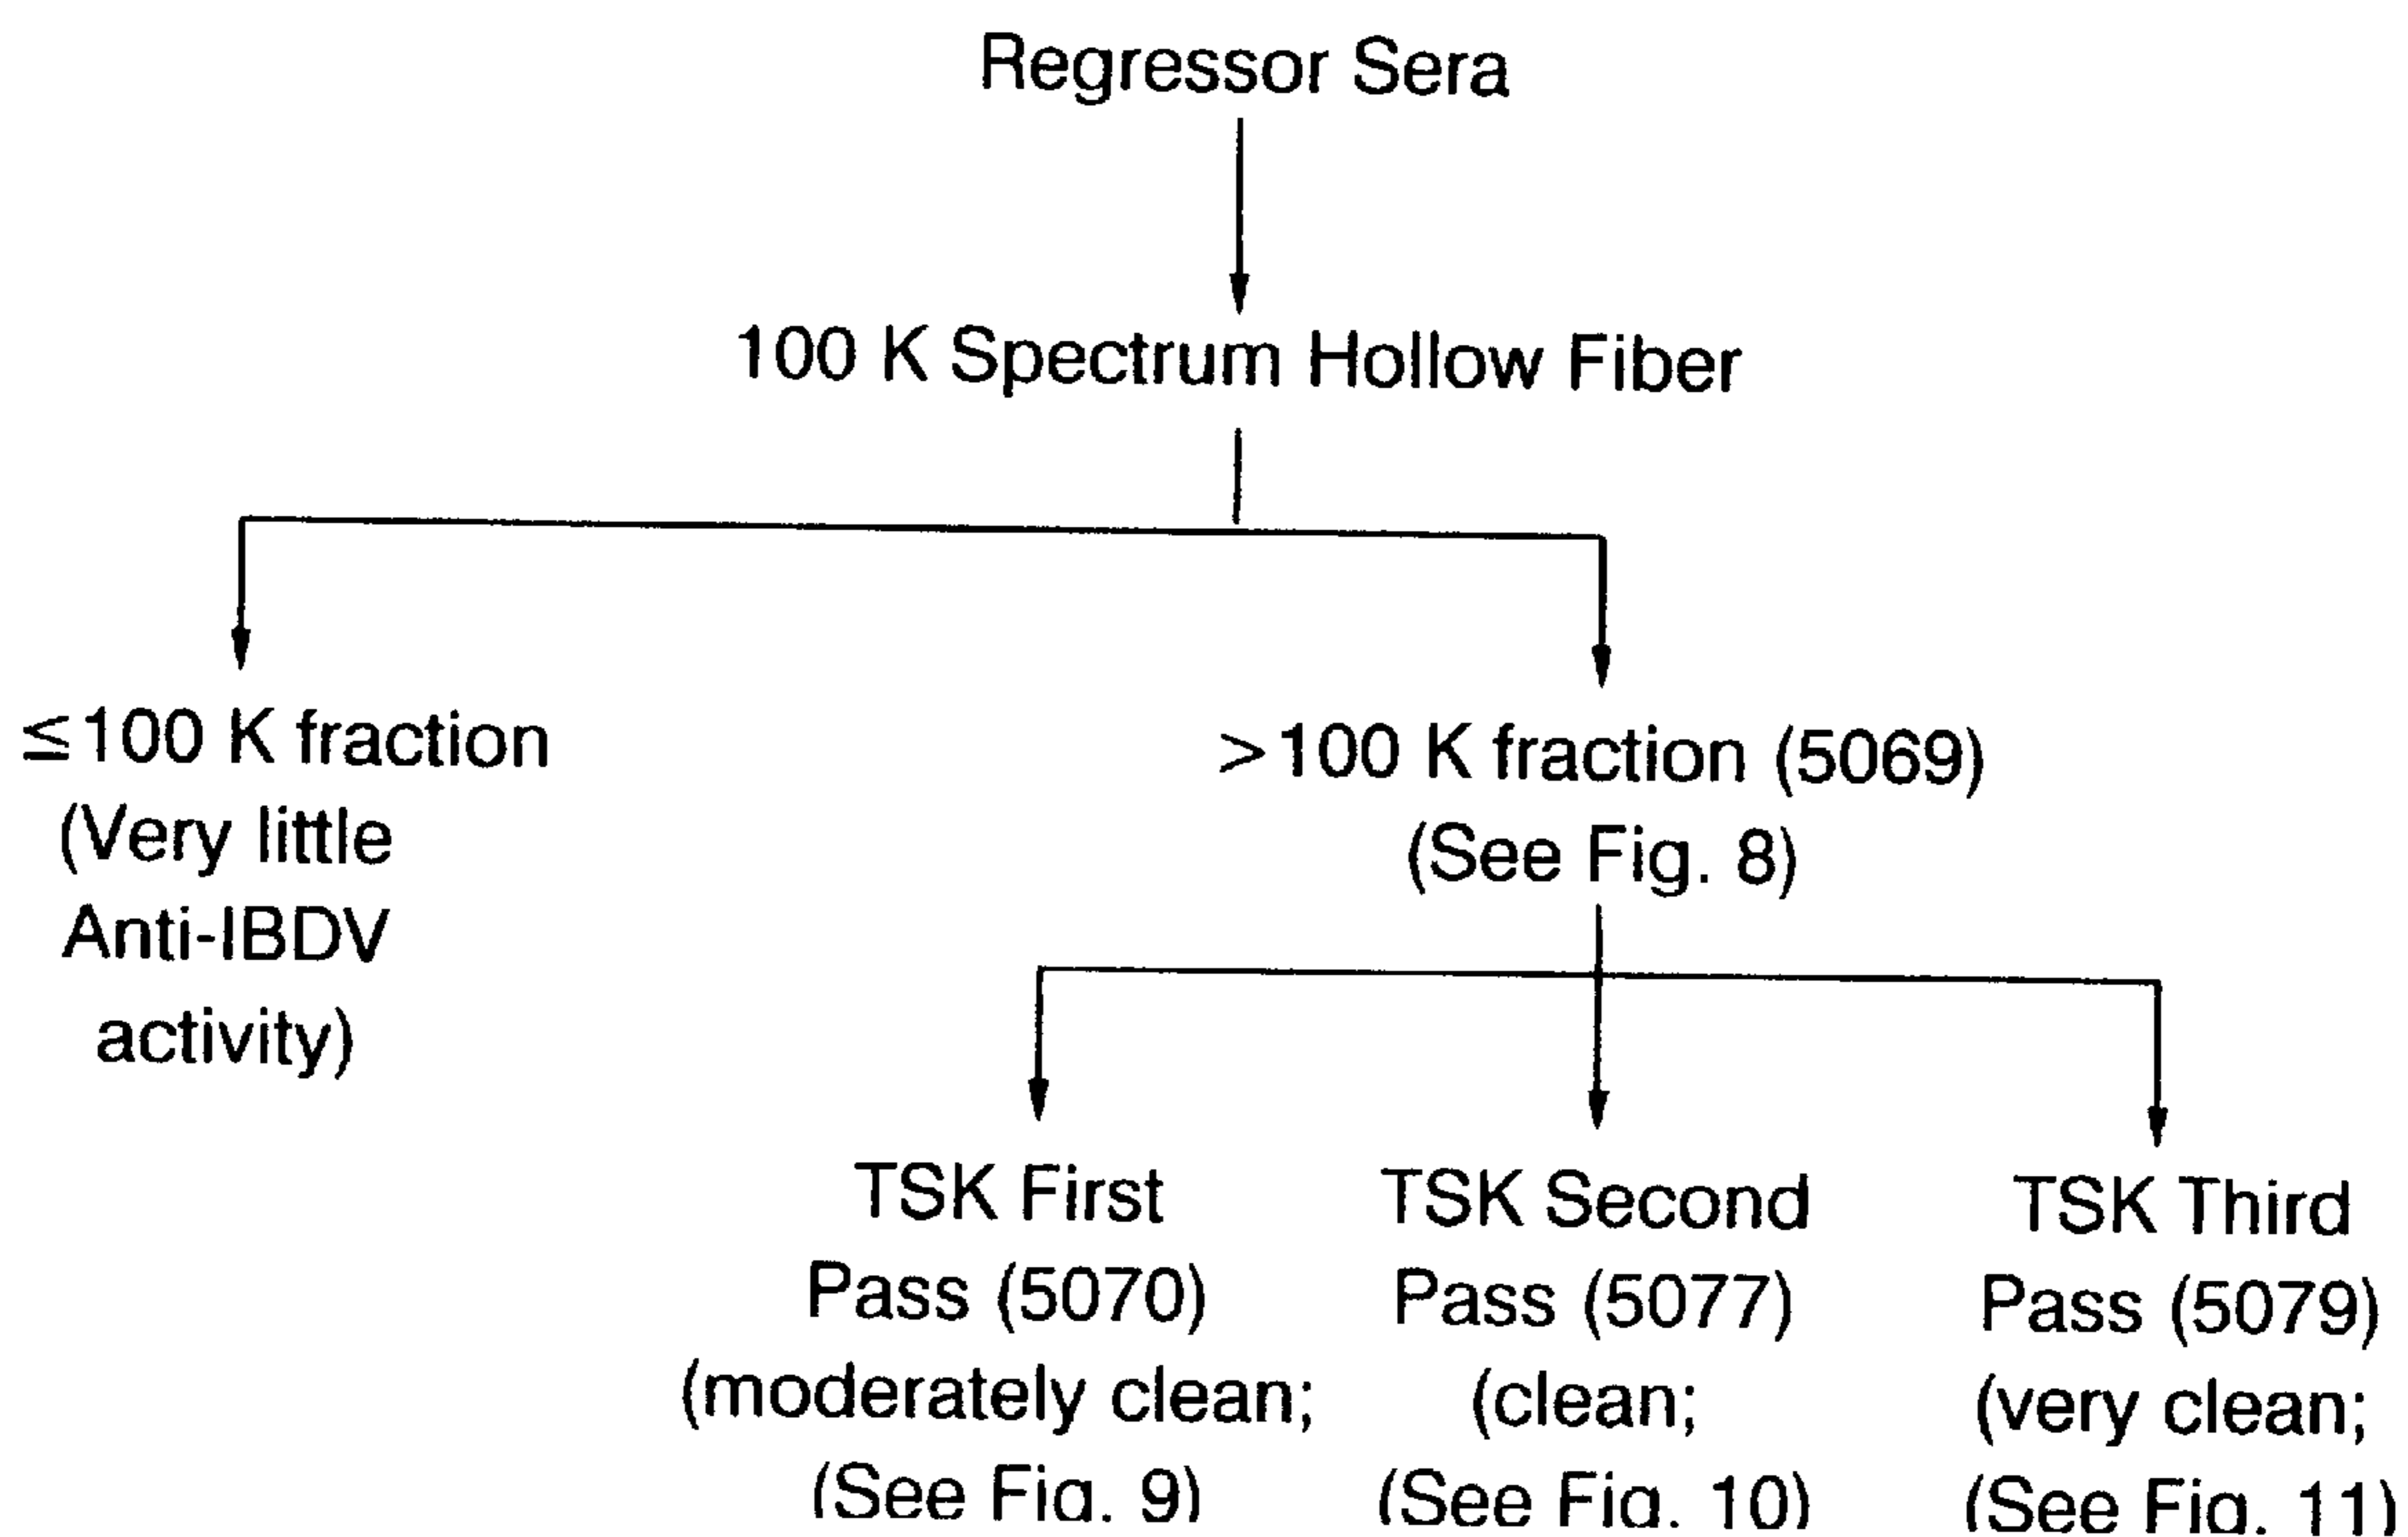 Regressor Sera
100 K Spectrum Hollow Fiber
≤100 K fraction
(Very little
Anti-IBDV
activity)
>100 K fraction (5069)
(See Fig. 8)
TSK First
Pass (5070)
(moderately clean;
(See Fig. 9)
TSK Second
Pass (5077)
(clean;
(See Fig. 10)
TSK Third
Pass (5079)
(very clean;
(See Fig. 11)